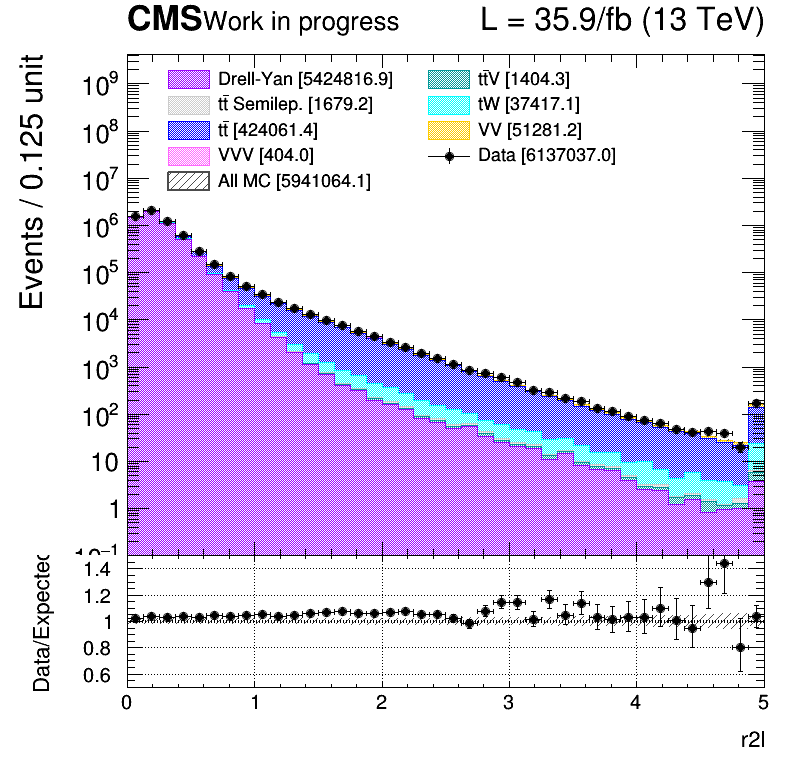 CMS Work in progress L = 35.9/fb (13 TeV)
Events / 0.125 unit
10⁹
10⁸
10⁷
10⁶
10⁵
10⁴
10³
10²
10
1
10⁻¹
Drell-Yan [5424816.9]
tt̄ Semilep. [1679.2]
tt̄ [424061.4]
VVV [404.0]
All MC [5941064.1]
tt̄V [1404.3]
tW [37417.1]
VV [51281.2]
Data [6137037.0]
Data/Expected
1.4
1.2
1
0.8
0.6
0 1 2 3 4 5
r2l